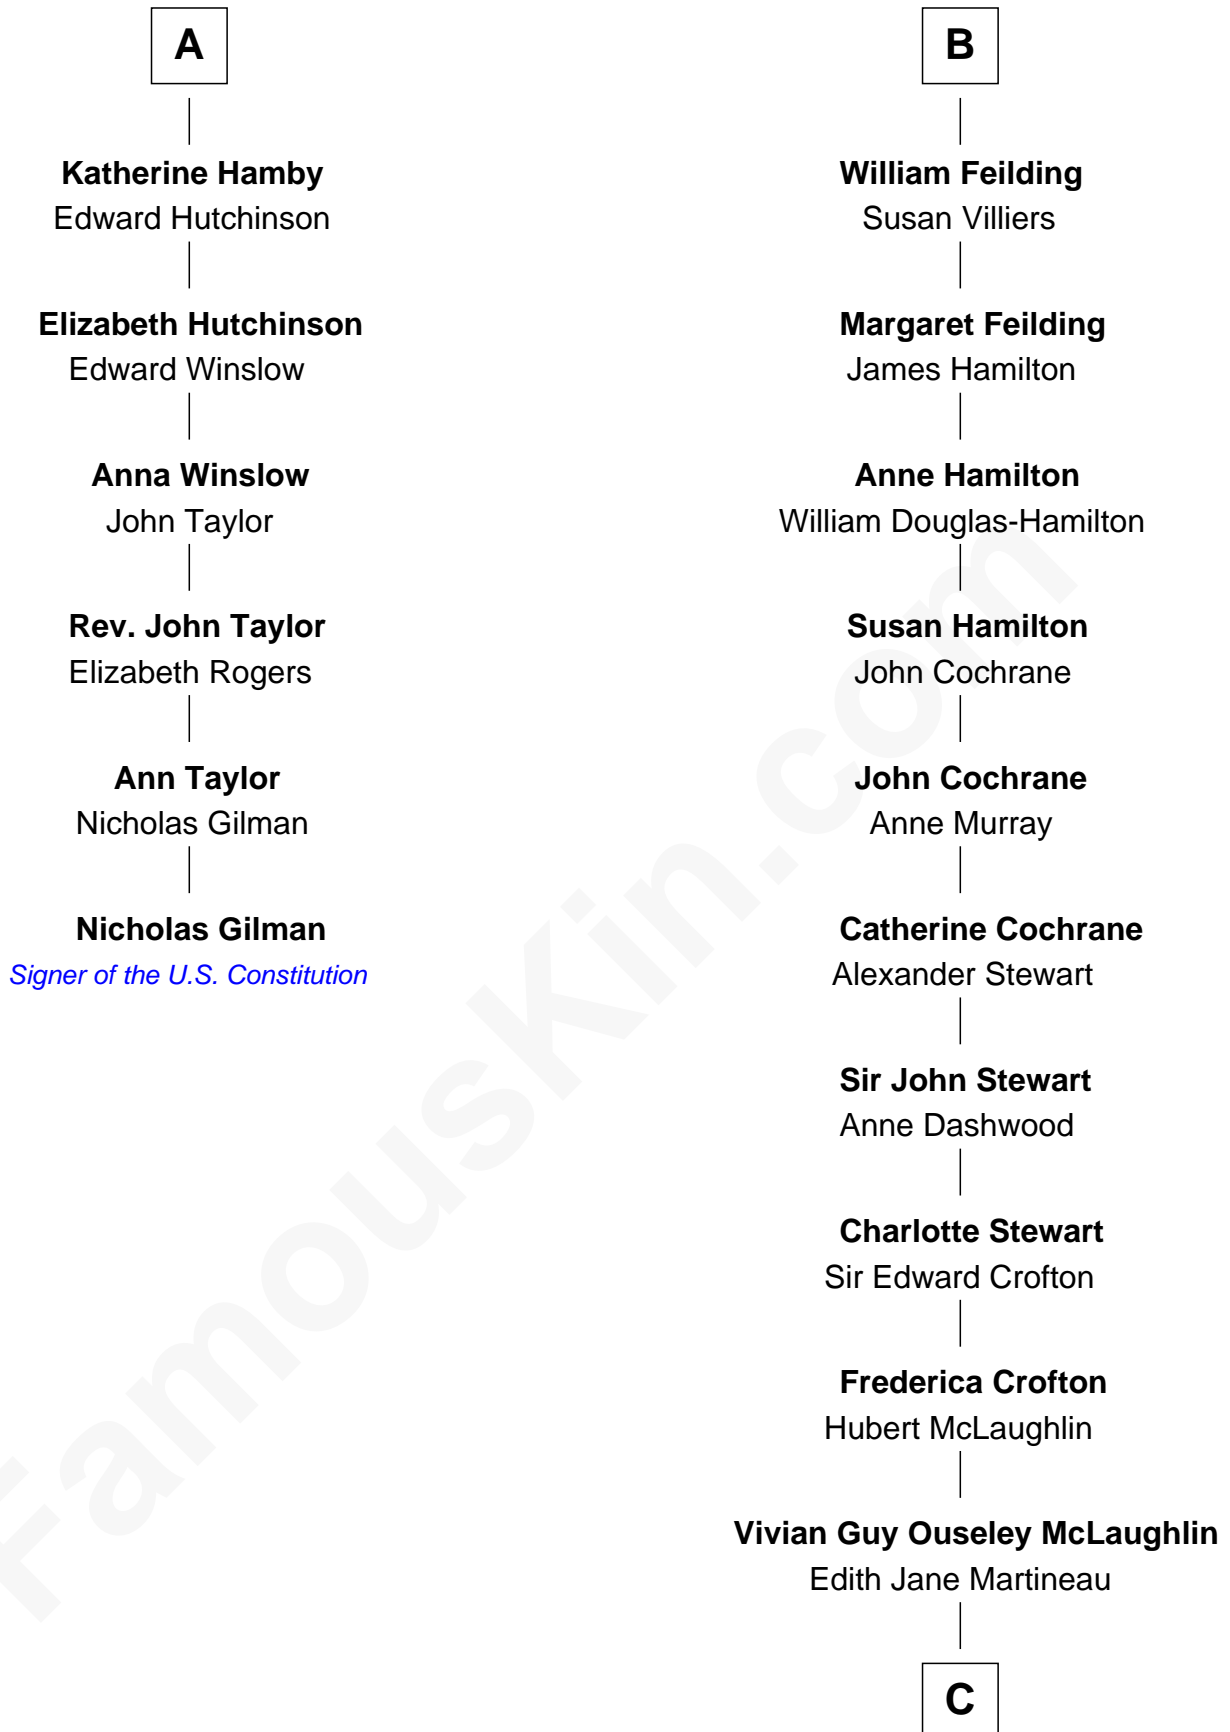 A
Katherine Hamby
Edward Hutchinson
Elizabeth Hutchinson
Edward Winslow
Anna Winslow
John Taylor
Rev. John Taylor
Elizabeth Rogers
Ann Taylor
Nicholas Gilman
Nicholas Gilman
Signer of the U.S. Constitution
B
William Feilding
Susan Villiers
Margaret Feilding
James Hamilton
Anne Hamilton
William Douglas-Hamilton
Susan Hamilton
John Cochrane
John Cochrane
Anne Murray
Catherine Cochrane
Alexander Stewart
Sir John Stewart
Anne Dashwood
Charlotte Stewart
Sir Edward Crofton
Frederica Crofton
Hubert McLaughlin
Vivian Guy Ouseley McLaughlin
Edith Jane Martineau
C
FamousKin.com